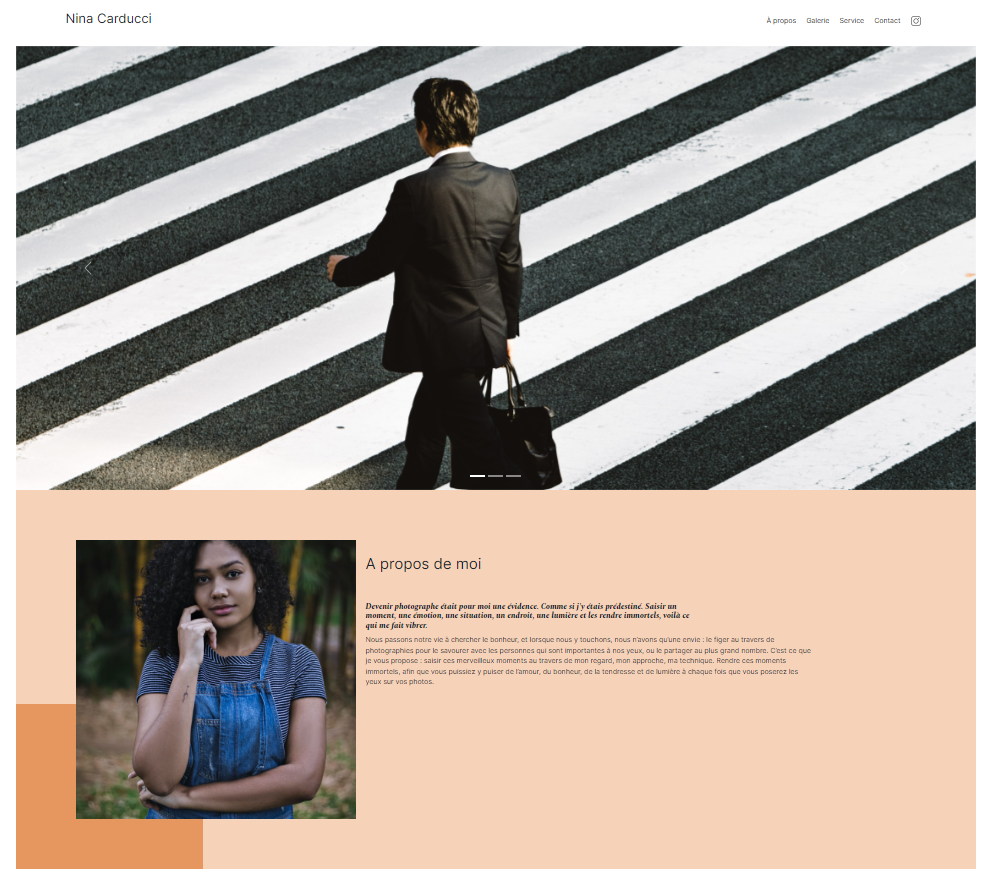 Nina Carducci
À propos Galerie Service Contact
A propos de moi
Devenir photographe était pour moi une évidence. Comme si j'y étais prédestiné. Saisir un
moment, une émotion, une situation, un endroit, une lumière et les rendre immortels, voilà ce
qui me fait vibrer.
Nous passons notre vie à chercher le bonheur, et lorsque nous y touchons, nous n'avons qu'une envie : le figer au travers de
photographies pour le savourer avec les personnes qui sont importantes à nos yeux, ou le partager au plus grand nombre. C'est ce que
je vous propose : saisir ces merveilleux moments au travers de mon regard, mon approche, ma technique. Rendre ces moments
immortels, afin que vous puissiez y puiser de l'amour, du bonheur, de la tendresse et de lumière à chaque fois que vous poserez les
yeux sur vos photos.